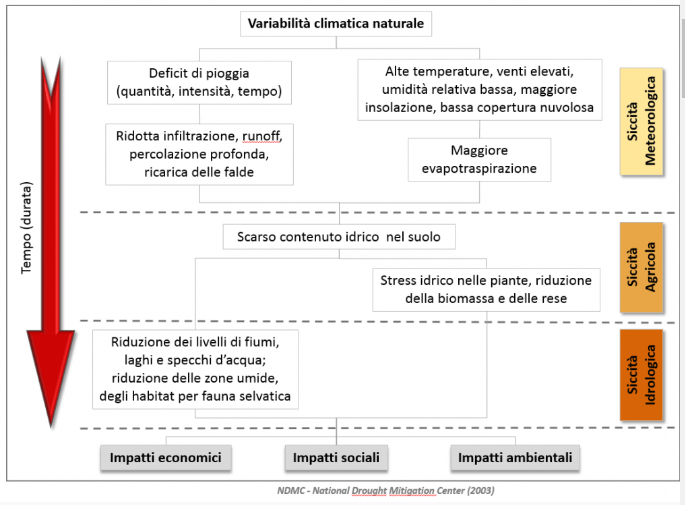 Variabilità climatica naturale
Deficit di pioggia
(quantità, intensità, tempo)
Alte temperature, venti elevati,
umidità relativa bassa, maggiore
insolazione, bassa copertura nuvolosa
Siccità
Meteorologica
Ridotta infiltrazione, runoff,
percolazione profonda,
ricarica delle falde
Maggiore
evapotraspirazione
Tempo (durata)
Scarso contenuto idrico nel suolo
Siccità
Agricola
Stress idrico nelle piante, riduzione
della biomassa e delle rese
Riduzione dei livelli di fiumi,
laghi e specchi d'acqua;
riduzione delle zone umide,
degli habitat per fauna selvatica
Siccità
Idrologica
Impatti economici
Impatti sociali
Impatti ambientali
NDMC - National Drought Mitigation Center (2003)